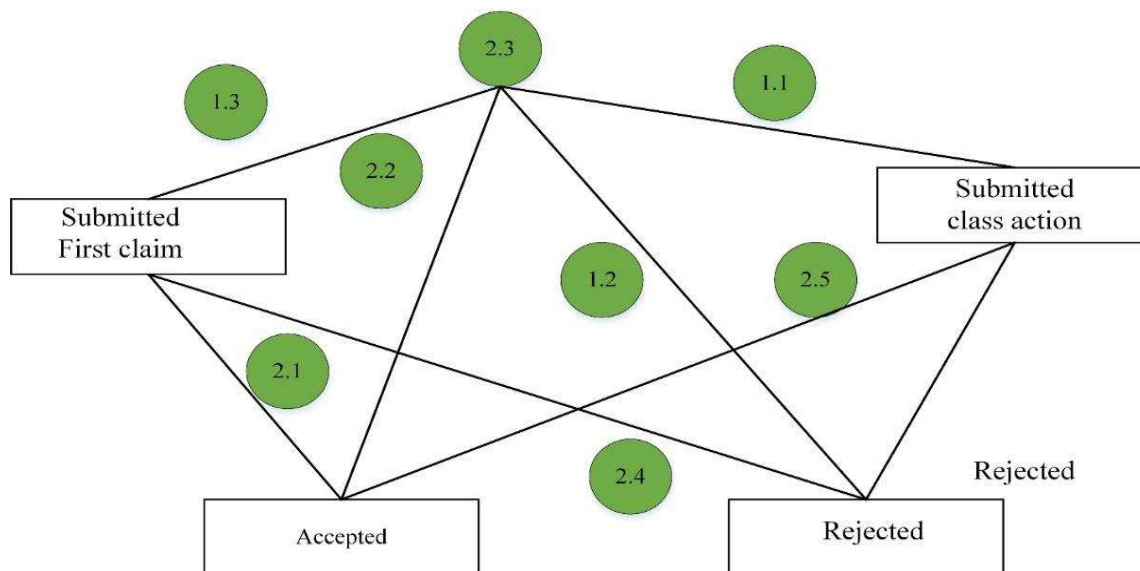 2.3
1.1
1.3
2.2
Submitted
First claim
Submitted
class action
1.2
2.5
2.1
2.4
Rejected
Accepted
Rejected